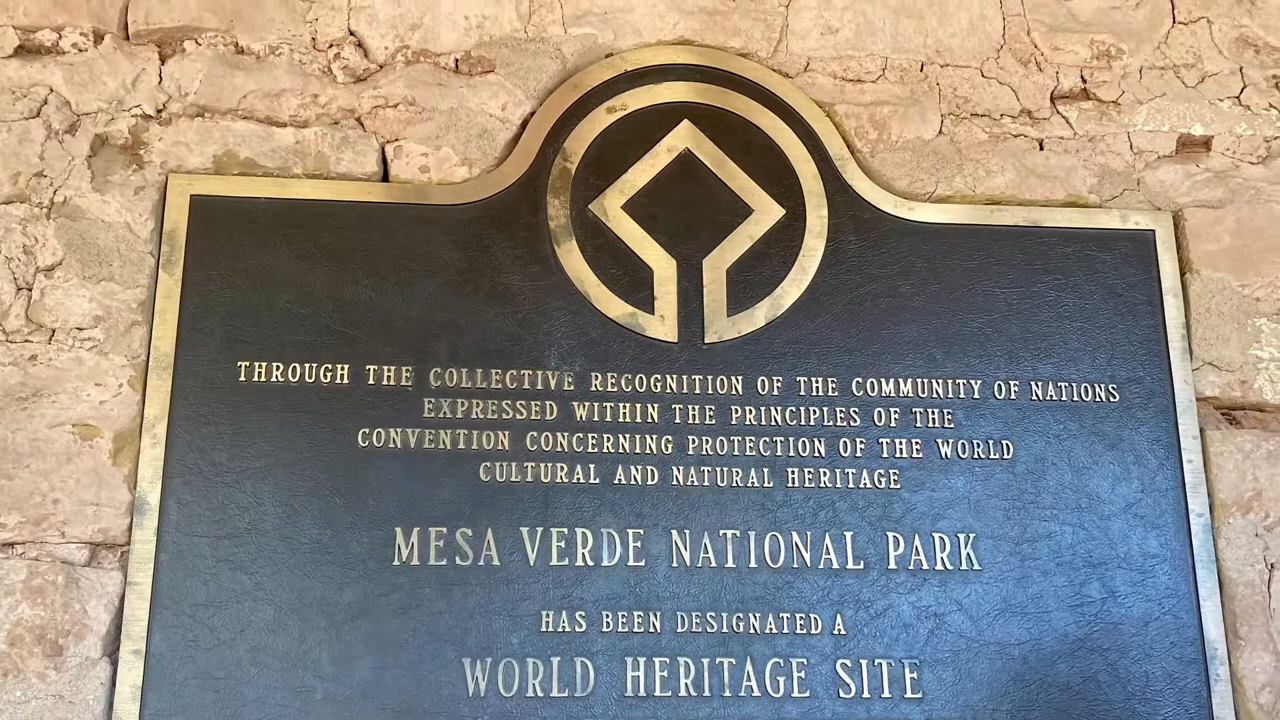 THROUGH THE COLLECTIVE RECOGNITION OF THE COMMUNITY OF NATIONS
EXPRESSED WITHIN THE PRINCIPLES OF THE
CONVENTION CONCERNING PROTECTION OF THE WORLD
CULTURAL AND NATURAL HERITAGE
MESA VERDE NATIONAL PARK
HAS BEEN DESIGNATED A
WORLD HERITAGE SITE